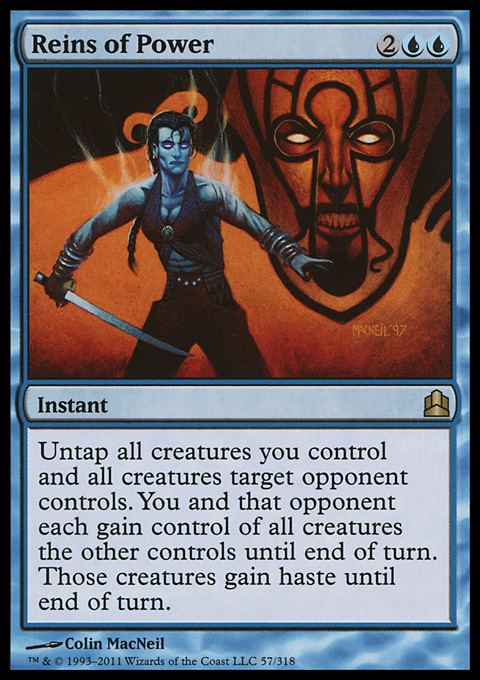 Reins of Power 2
MACNEIL '97
Instant
Untap all creatures you control
and all creatures target opponent
controls. You and that opponent
each gain control of all creatures
the other controls until end of turn.
Those creatures gain haste until
end of turn.
Colin MacNeil
™ & © 1993–2011 Wizards of the Coast LLC 57/318